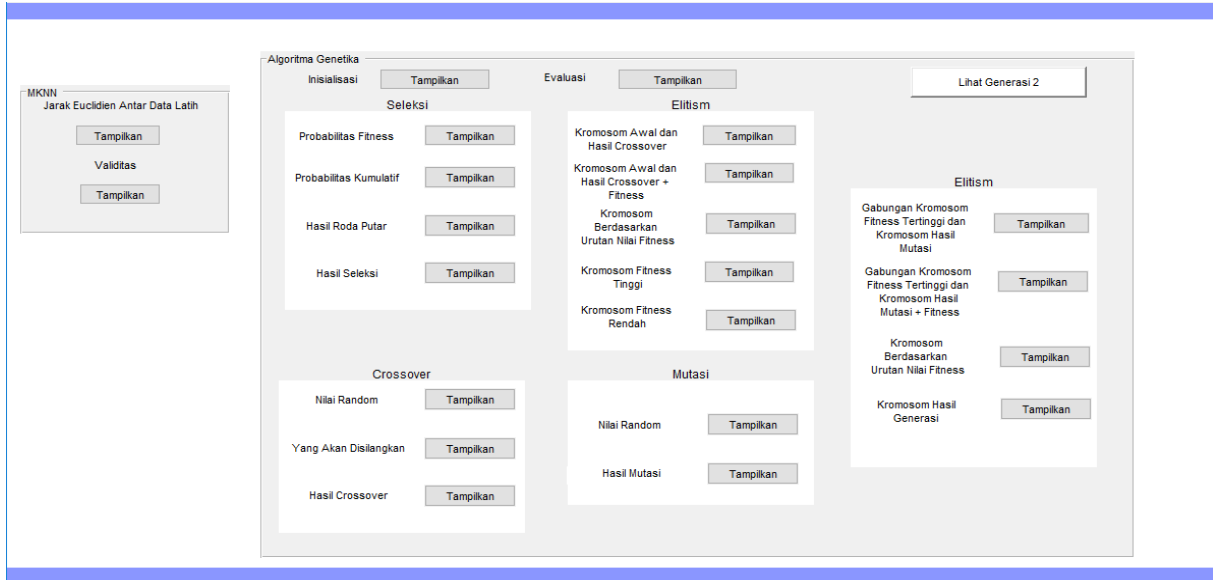 MKNN
Jarak Euclidien Antar Data Latih
Tampilkan
Validitas
Tampilkan
Algoritma Genetika
Inisialisasi Tampilkan
Evaluasi Tampilkan
Lihat Generasi 2
Seleksi
Probabilitas Fitness Tampilkan
Probabilitas Kumulatif Tampilkan
Hasil Roda Putar Tampilkan
Hasil Seleksi Tampilkan
Crossover
Nilai Random Tampilkan
Yang Akan Disilangkan Tampilkan
Hasil Crossover Tampilkan
Elitism
Kromosom Awal dan
Hasil Crossover
Tampilkan
Kromosom Awal dan
Hasil Crossover +
Fitness
Tampilkan
Kromosom
Berdasarkan
Urutan Nilai Fitness
Tampilkan
Kromosom Fitness
Tinggi
Tampilkan
Kromosom Fitness
Rendah
Tampilkan
Mutasi
Nilai Random Tampilkan
Hasil Mutasi Tampilkan
Elitism
Gabungan Kromosom
Fitness Tertinggi dan
Kromosom Hasil
Mutasi
Tampilkan
Gabungan Kromosom
Fitness Tertinggi dan
Kromosom Hasil
Mutasi + Fitness
Tampilkan
Kromosom
Berdasarkan
Urutan Nilai Fitness
Tampilkan
Kromosom Hasil
Generasi
Tampilkan